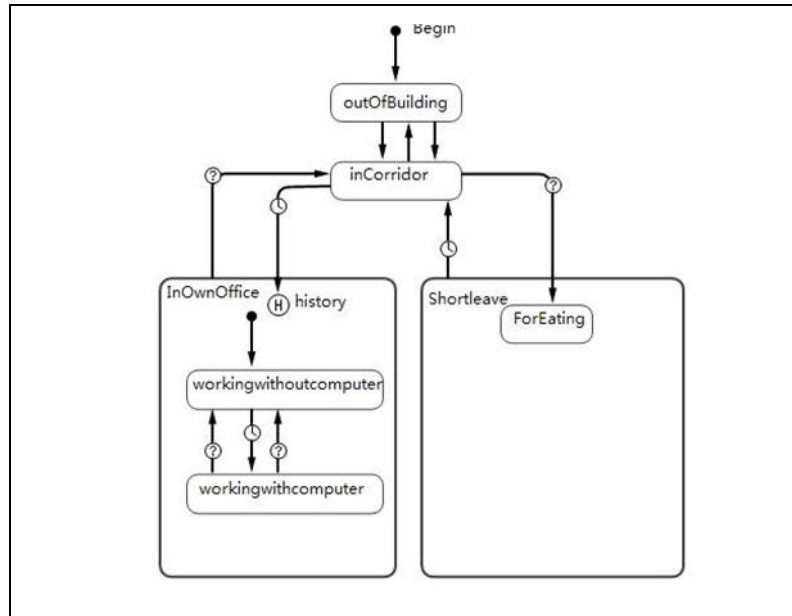 Begin
outOfBuilding
inCorridor
?
?
InOwnOffice
H history
Shortleave
ForEating
workingwithoutcomputer
? ?
workingwithcomputer